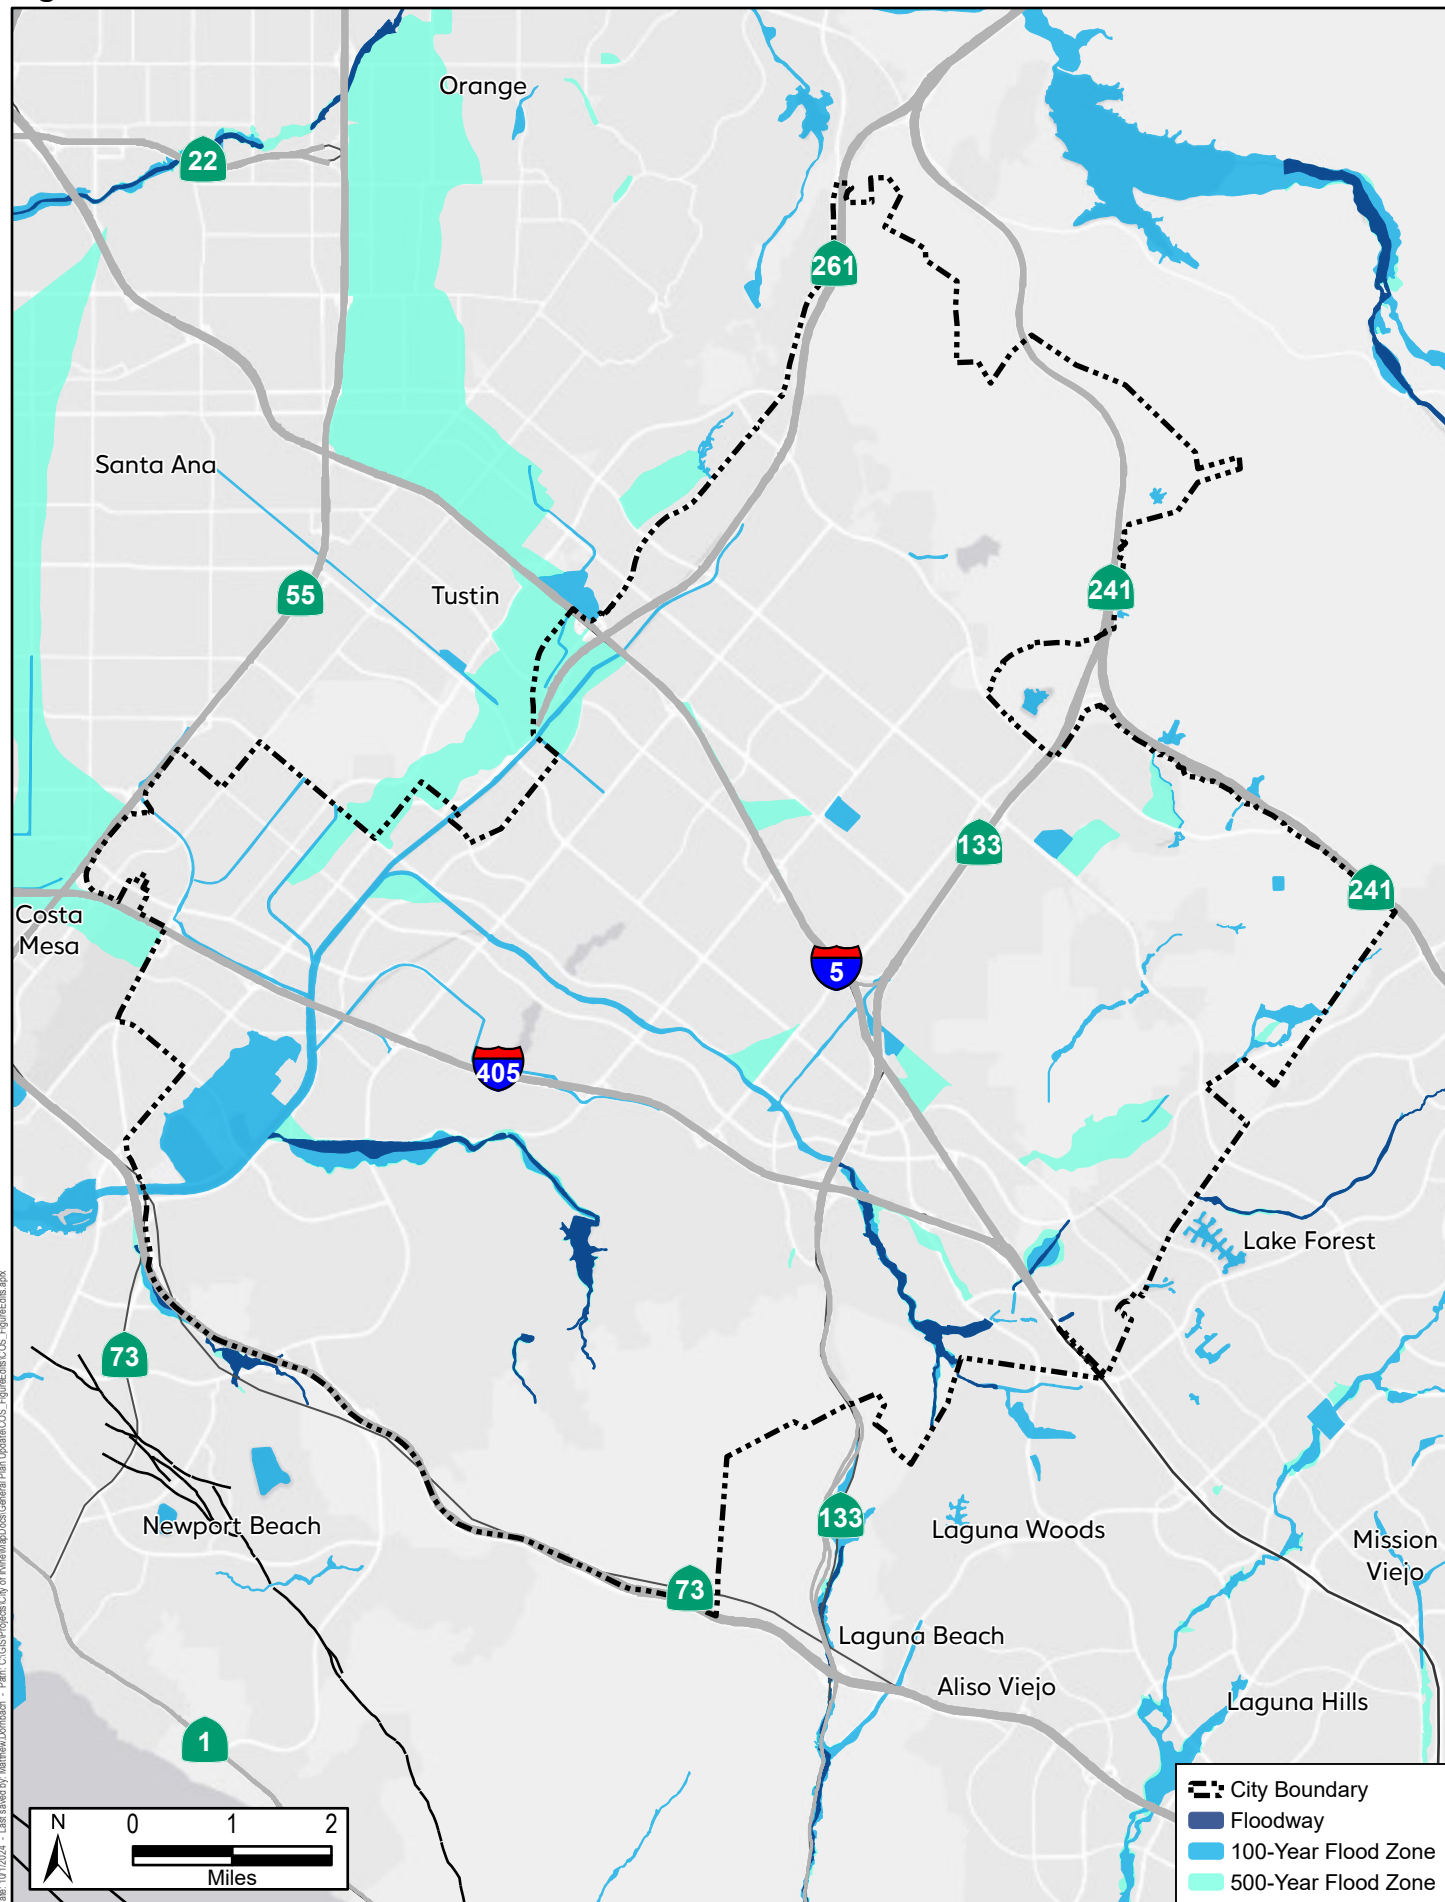 Orange
22
261
Santa Ana
55
Tustin
241
133
241
Costa
Mesa
5
405
Lake Forest
73
Newport Beach
133
Laguna Woods
Mission
Viejo
73
Laguna Beach
Aliso Viejo
Laguna Hills
1
N
0 1 2
Miles
City Boundary
Floodway
100-Year Flood Zone
500-Year Flood Zone